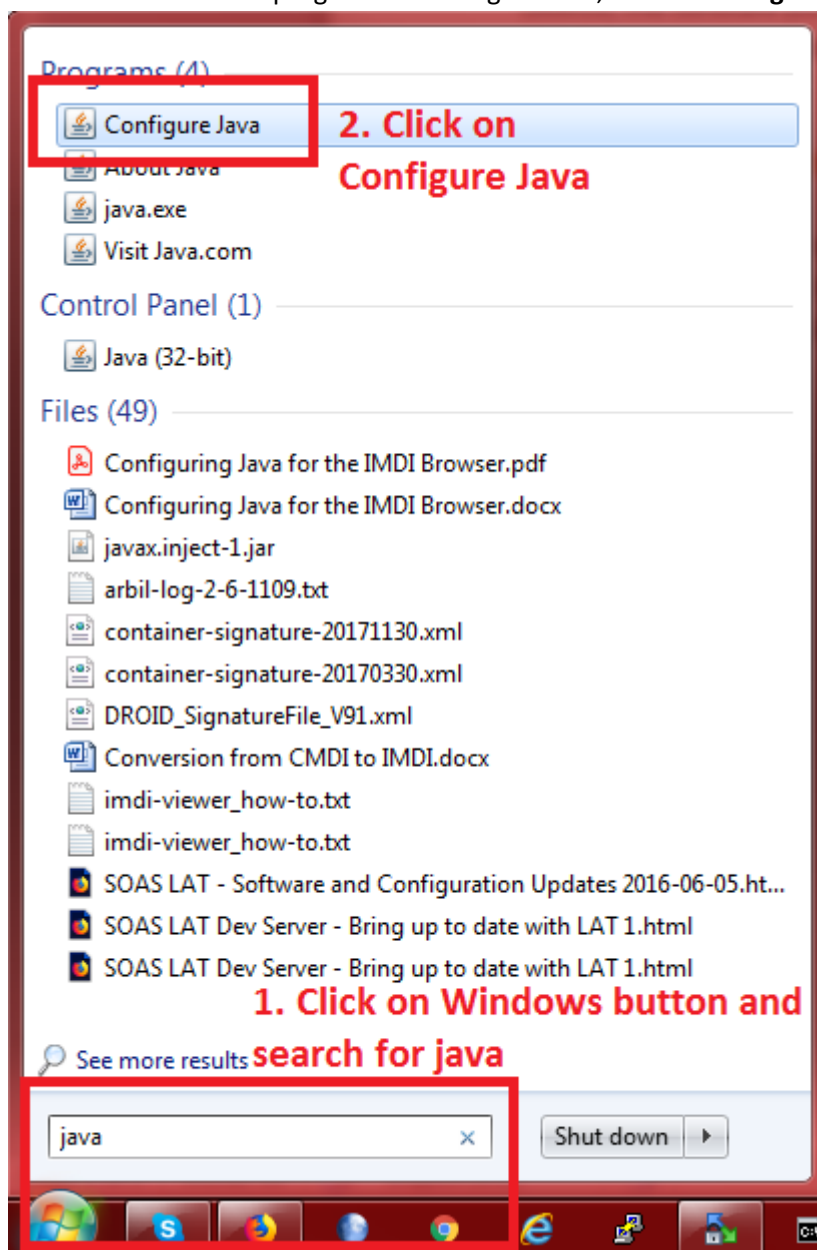 Programs (4)
Configure Java
2. Click on
Configure Java
About Java
java.exe
Visit Java.com
Control Panel (1)
Java (32-bit)
Files (49)
Configuring Java for the IMDI Browser.pdf
Configuring Java for the IMDI Browser.docx
javax.inject-1.jar
arbil-log-2-6-1109.txt
container-signature-20171130.xml
container-signature-20170330.xml
DROID_SignatureFile_V91.xml
Conversion from CMDI to IMDI.docx
imdi-viewer_how-to.txt
imdi-viewer_how-to.txt
SOAS LAT - Software and Configuration Updates 2016-06-05.ht...
SOAS LAT Dev Server - Bring up to date with LAT 1.html
SOAS LAT Dev Server - Bring up to date with LAT 1.html
1. Click on Windows button and
search for java
See more results
java
Shut down